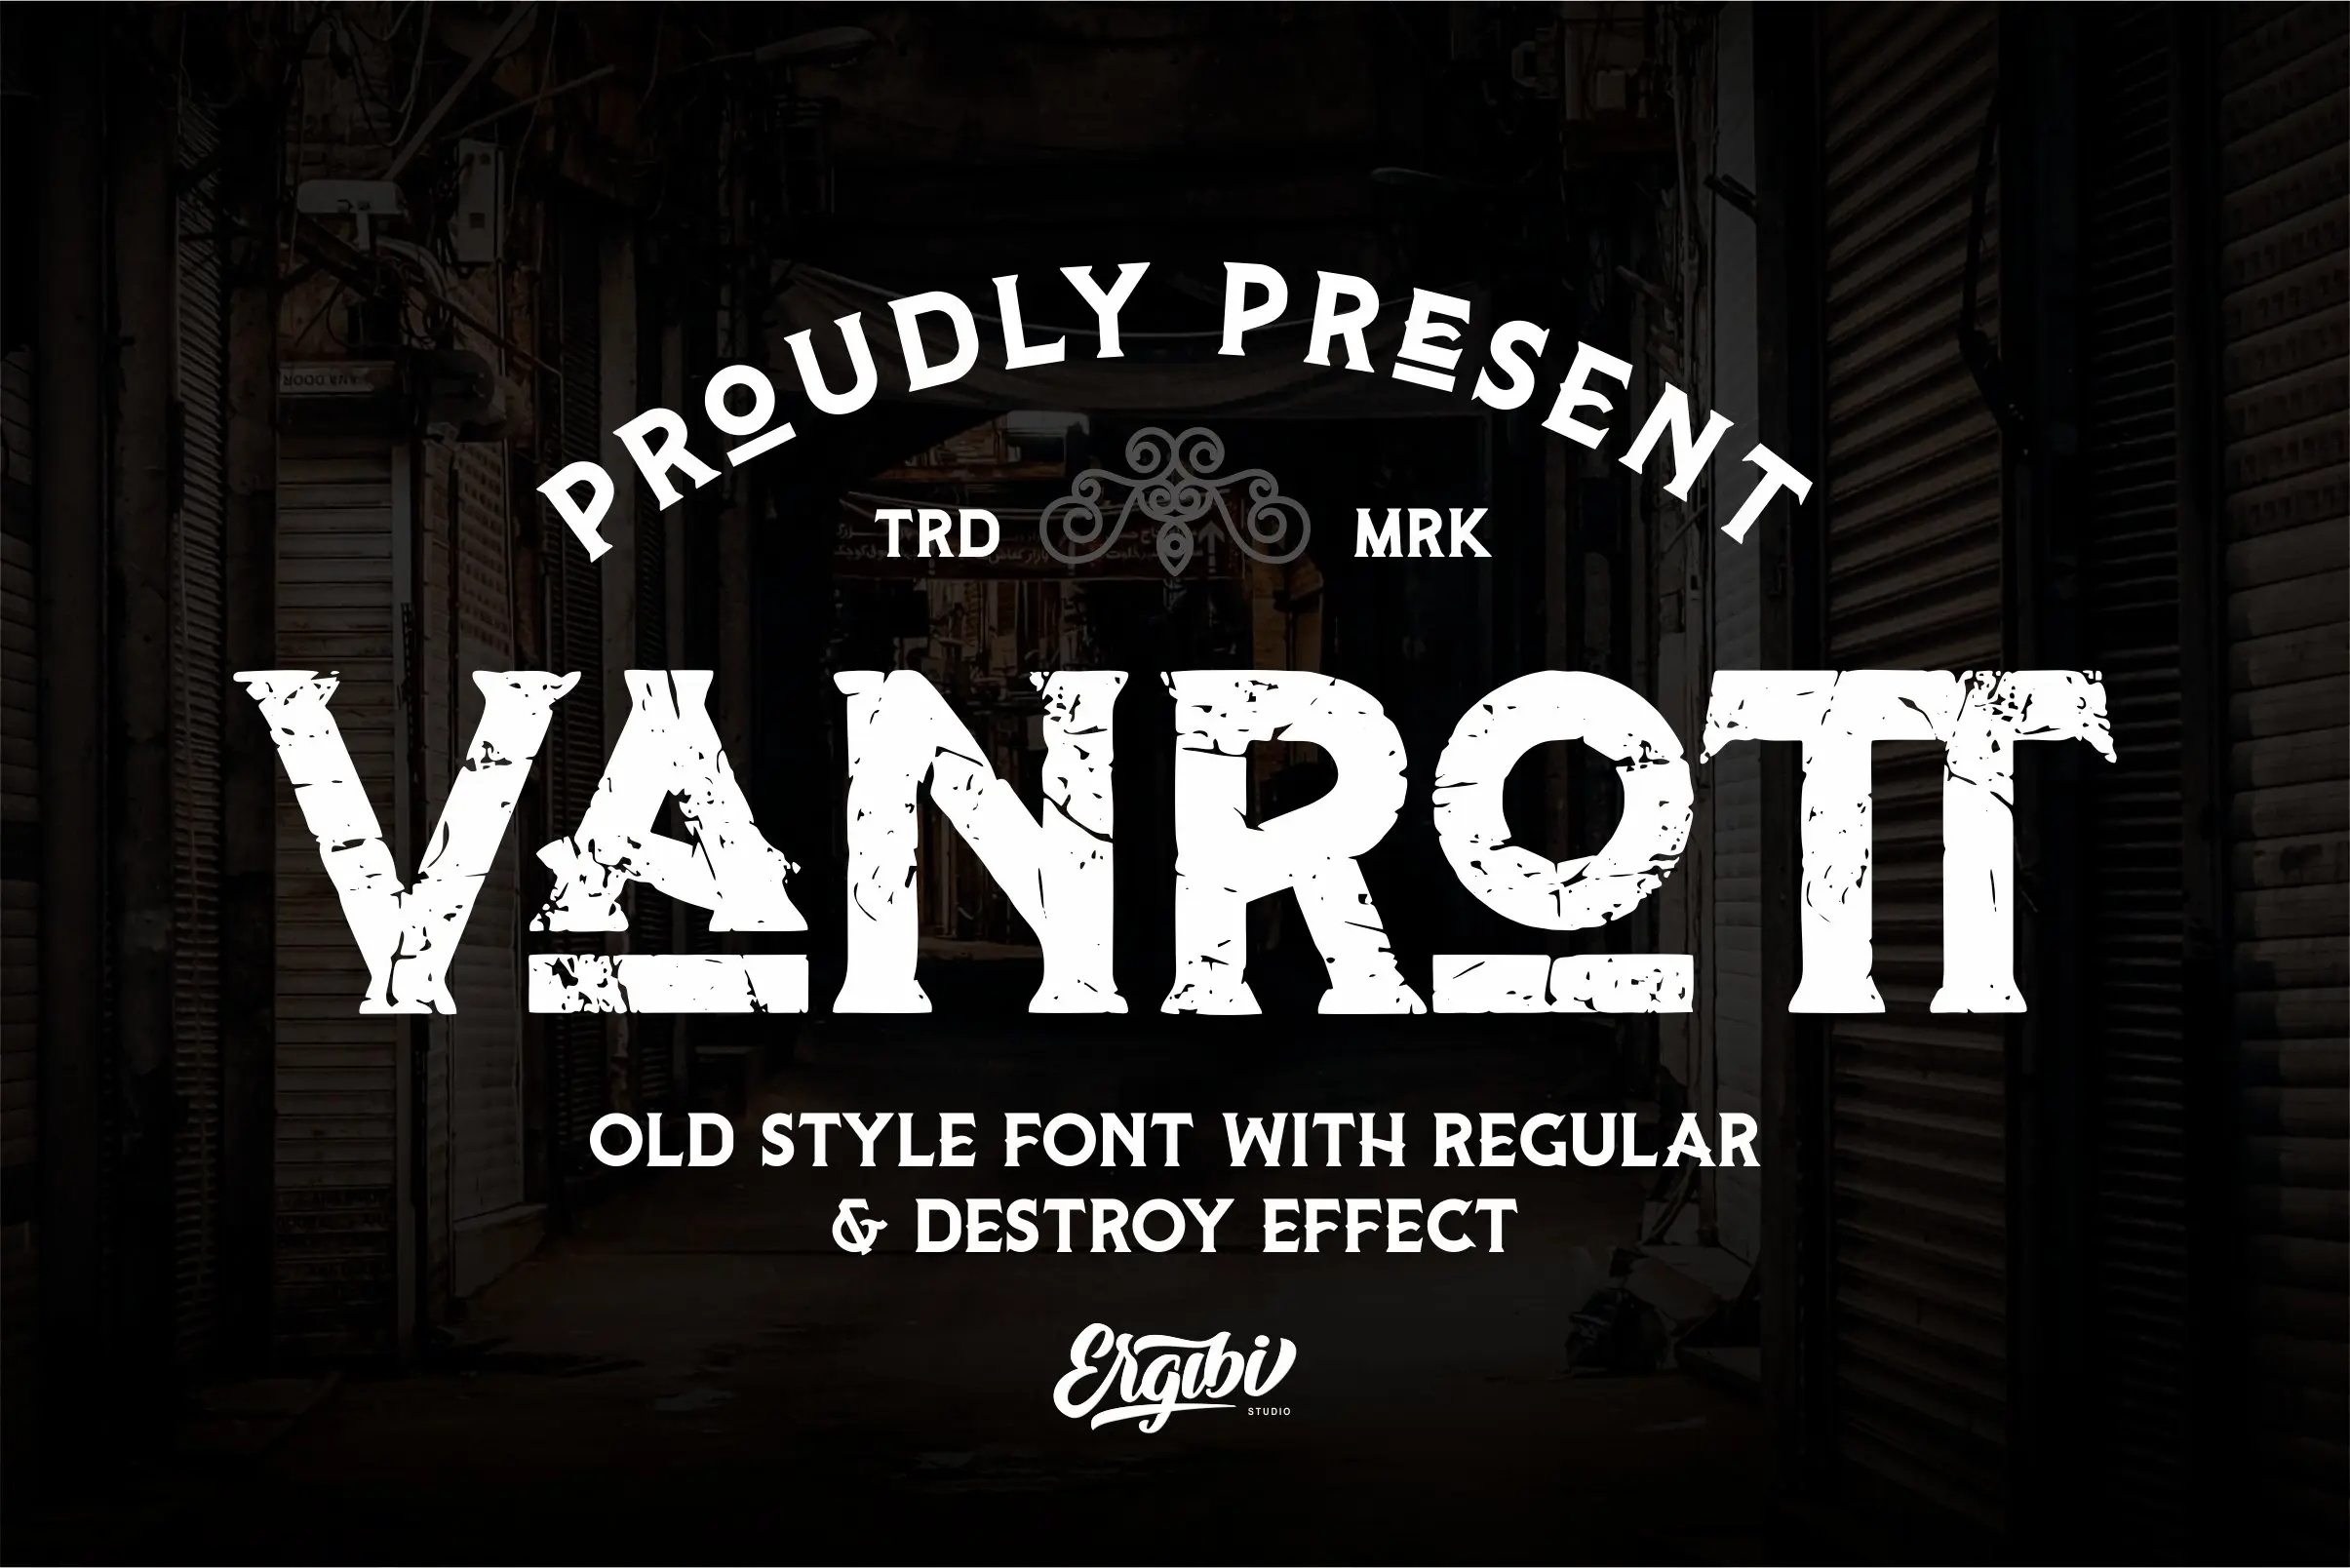 PROUDLY PRESENT
TRD MRK
VANROTT
OLD STYLE FONT WITH REGULAR
& DESTROY EFFECT
Ergibi
STUDIO